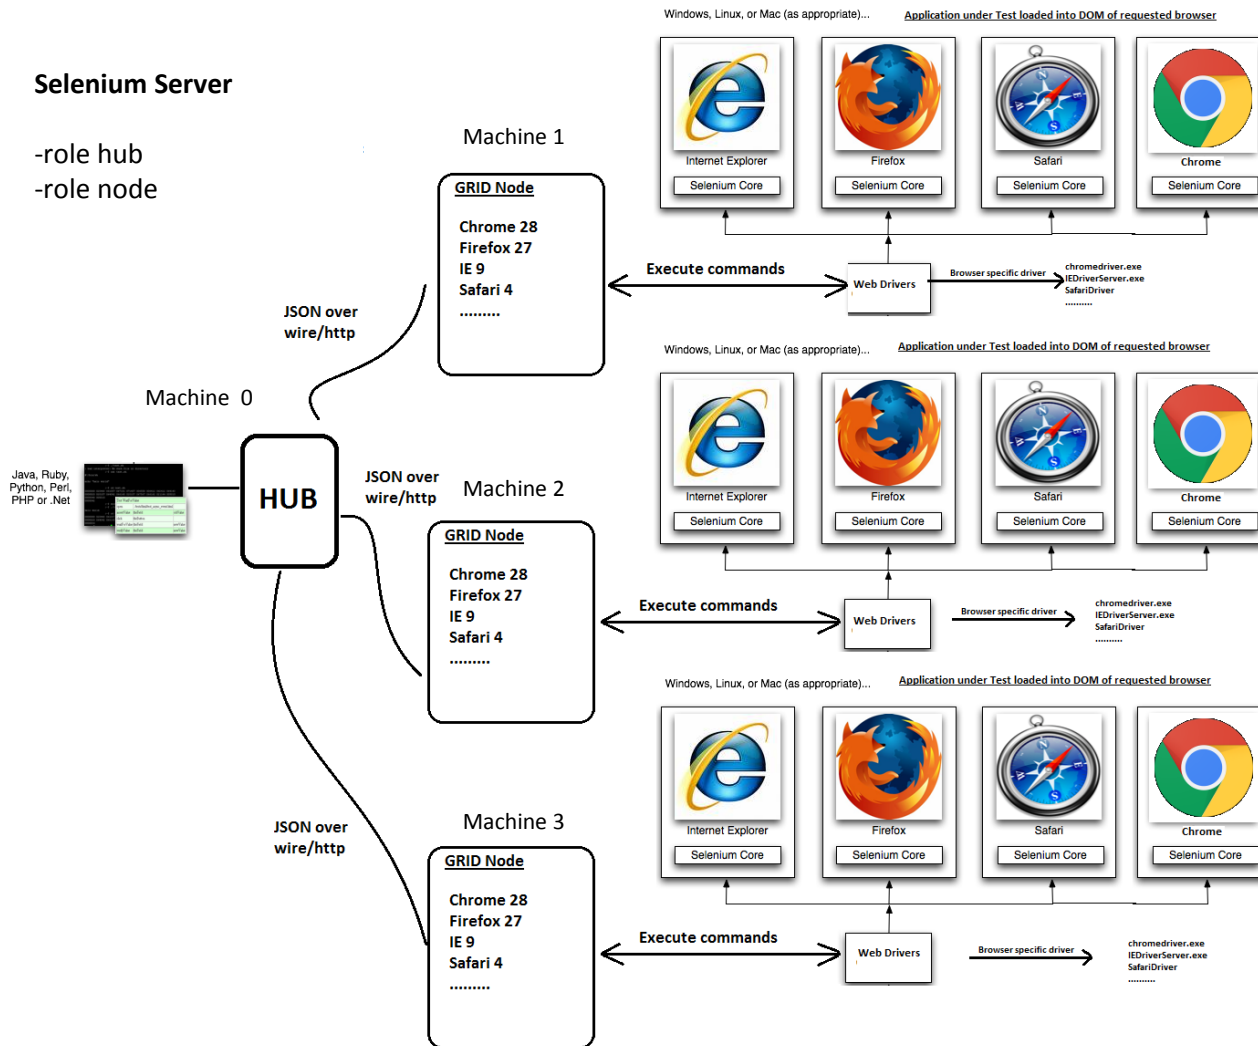 Selenium Server
-role hub
-role node
Machine 0
Java, Ruby,
Python, Perl,
PHP or .Net
HUB
JSON over
wire/http
JSON over
wire/http
JSON over
wire/http
Machine 1
GRID Node
Chrome 28
Firefox 27
IE 9
Safari 4
.........
Execute commands
Web Drivers
Browser specific driver
chromedriver.exe
IEDriverServer.exe
SafariDriver
..........
Windows, Linux, or Mac (as appropriate)...
Application under Test loaded into DOM of requested browser
Internet Explorer
Firefox
Safari
Chrome
Selenium Core
Selenium Core
Selenium Core
Selenium Core
Machine 2
GRID Node
Chrome 28
Firefox 27
IE 9
Safari 4
.........
Execute commands
Web Drivers
Browser specific driver
chromedriver.exe
IEDriverServer.exe
SafariDriver
..........
Windows, Linux, or Mac (as appropriate)...
Application under Test loaded into DOM of requested browser
Internet Explorer
Firefox
Safari
Chrome
Selenium Core
Selenium Core
Selenium Core
Selenium Core
Machine 3
GRID Node
Chrome 28
Firefox 27
IE 9
Safari 4
.........
Execute commands
Web Drivers
Browser specific driver
chromedriver.exe
IEDriverServer.exe
SafariDriver
..........
Windows, Linux, or Mac (as appropriate)...
Application under Test loaded into DOM of requested browser
Internet Explorer
Firefox
Safari
Chrome
Selenium Core
Selenium Core
Selenium Core
Selenium Core